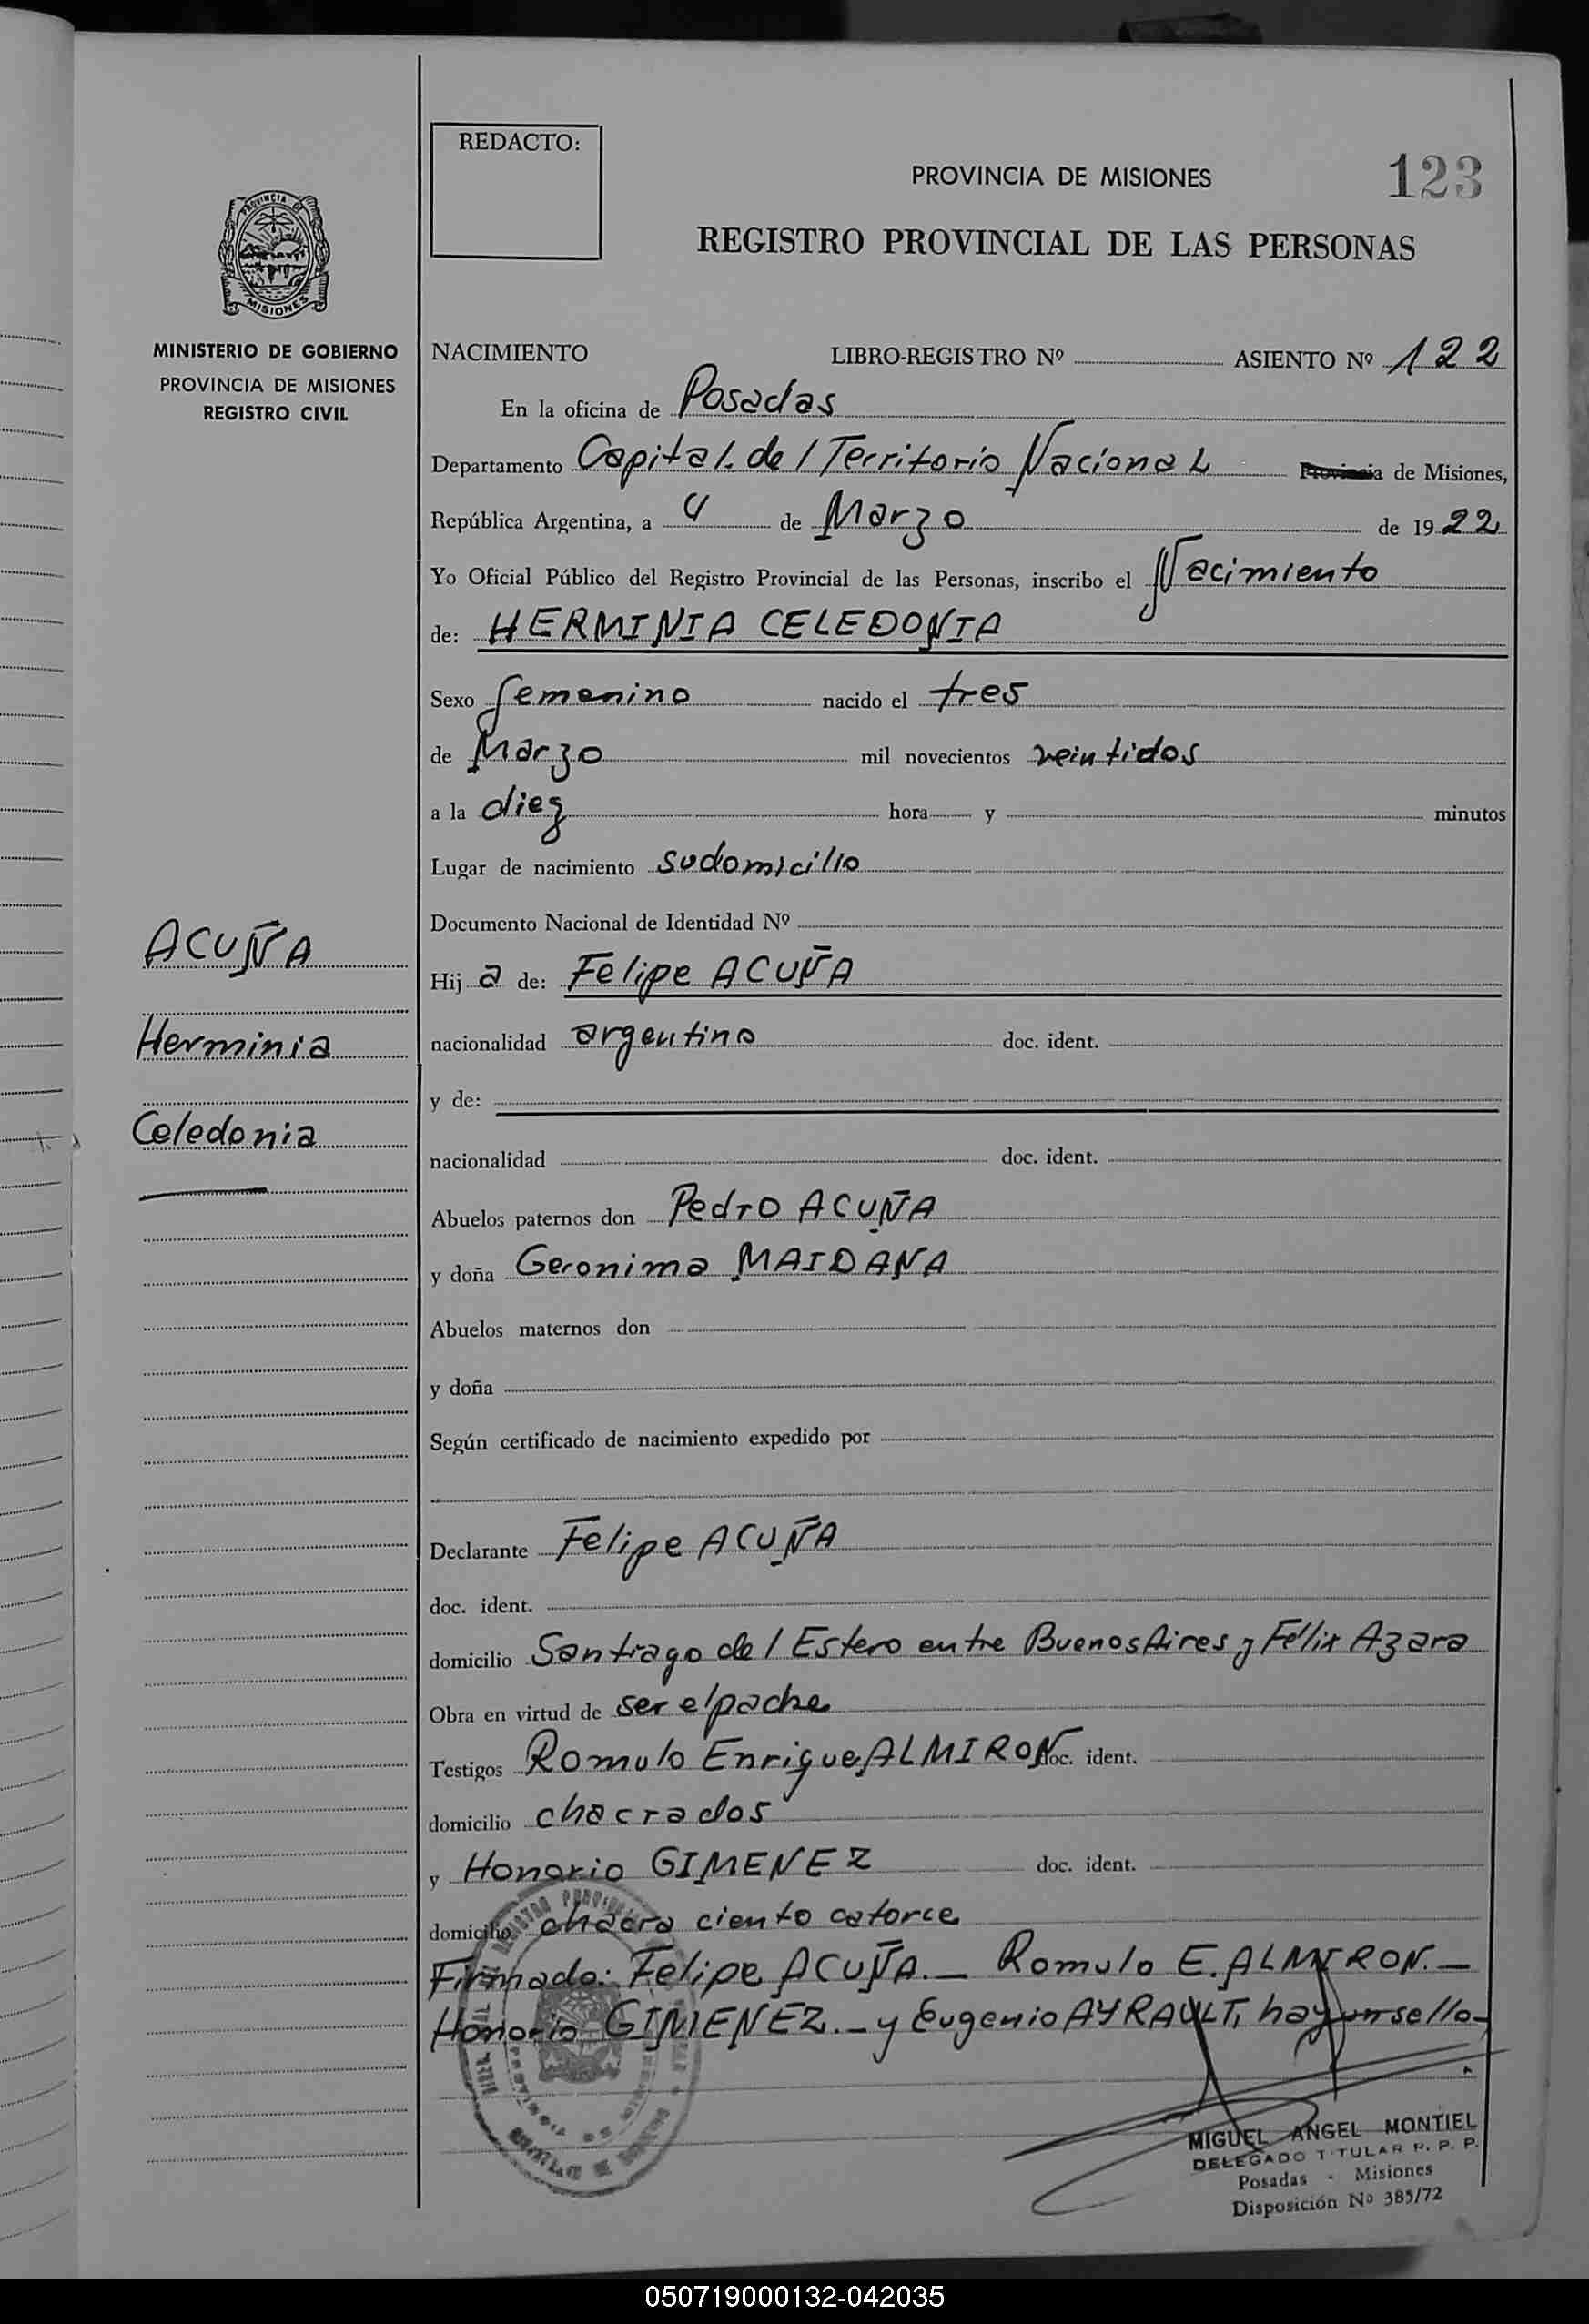 REDACTO:
PROVINCIA DE MISIONES
123
REGISTRO PROVINCIAL DE LAS PERSONAS
PROVINCIA DE
MISIONES
MINISTERIO DE GOBIERNO
PROVINCIA DE MISIONES
REGISTRO CIVIL
NACIMIENTO LIBRO-REGISTRO Nº ASIENTO Nº 122
En la oficina de Posadas
Departamento Capital.del Territorio Nacional Provincia de Misiones,
República Argentina, a 4 de Marzo de 1922
Yo Oficial Público del Registro Provincial de las Personas, inscribo el Nacimiento
de: HERMINIA CELEDONIA
Sexo femenino nacido el tres
de Marzo mil novecientos veintidos
a la diez hora y minutos
Lugar de nacimiento sudomicilio
Documento Nacional de Identidad Nº
ACUÑA
Herminia
Celedonia
Hija de: Felipe ACUÑA
nacionalidad argentino doc. ident.
y de:
nacionalidad doc. ident.
Abuelos paternos don Pedro ACUÑA
y doña Geronima MAIDANA
Abuelos maternos don
y doña
Según certificado de nacimiento expedido por
Declarante Felipe ACUÑA
doc. ident.
domicilio Santiago del Estero entre Buenos Aires y Félix Azara
Obra en virtud de ser el padre
Testigos Romulo Enrique ALMIRON doc. ident.
domicilio chacra dos
y Honorio GIMENEZ doc. ident.
domicilio chacra ciento catorce
Firmado: Felipe ACUÑA.— Romulo E. ALMIRON.—
Honorio GIMENEZ.— y Eugenio AYRAULT, hay un sello—
MIGUEL ANGEL MONTIEL
DELEGADO TITULAR R. P. P.
Posadas - Misiones
Disposición Nº 385/72
050719000132-042035